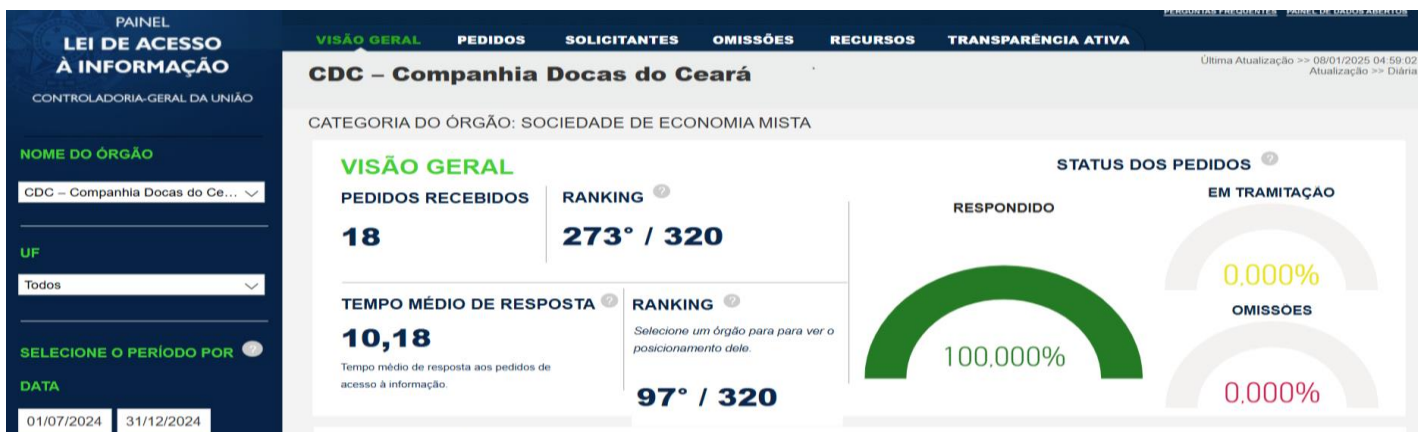 PERGUNTAS FREQUENTES PAINEL DE DADOS ABERTOS
PAINEL
LEI DE ACESSO
À INFORMAÇÃO
CONTROLADORIA-GERAL DA UNIÃO
NOME DO ÓRGÃO
CDC – Companhia Docas do Ce...
UF
Todos
SELECIONE O PERÍODO POR ?
DATA
01/07/2024 31/12/2024
VISÃO GERAL PEDIDOS SOLICITANTES OMISSÕES RECURSOS TRANSPARÊNCIA ATIVA
CDC – Companhia Docas do Ceará
Última Atualização >> 08/01/2025 04:59:02
Atualização >> Diária
CATEGORIA DO ÓRGÃO: SOCIEDADE DE ECONOMIA MISTA
VISÃO GERAL
PEDIDOS RECEBIDOS
18
RANKING ?
273° / 320
TEMPO MÉDIO DE RESPOSTA ?
10,18
Tempo médio de resposta aos pedidos de
acesso à informação.
RANKING ?
Selecione um órgão para para ver o
posicionamento dele.
97° / 320
STATUS DOS PEDIDOS ?
RESPONDIDO
100,000%
EM TRAMITAÇÃO
0,000%
OMISSÕES
0,000%